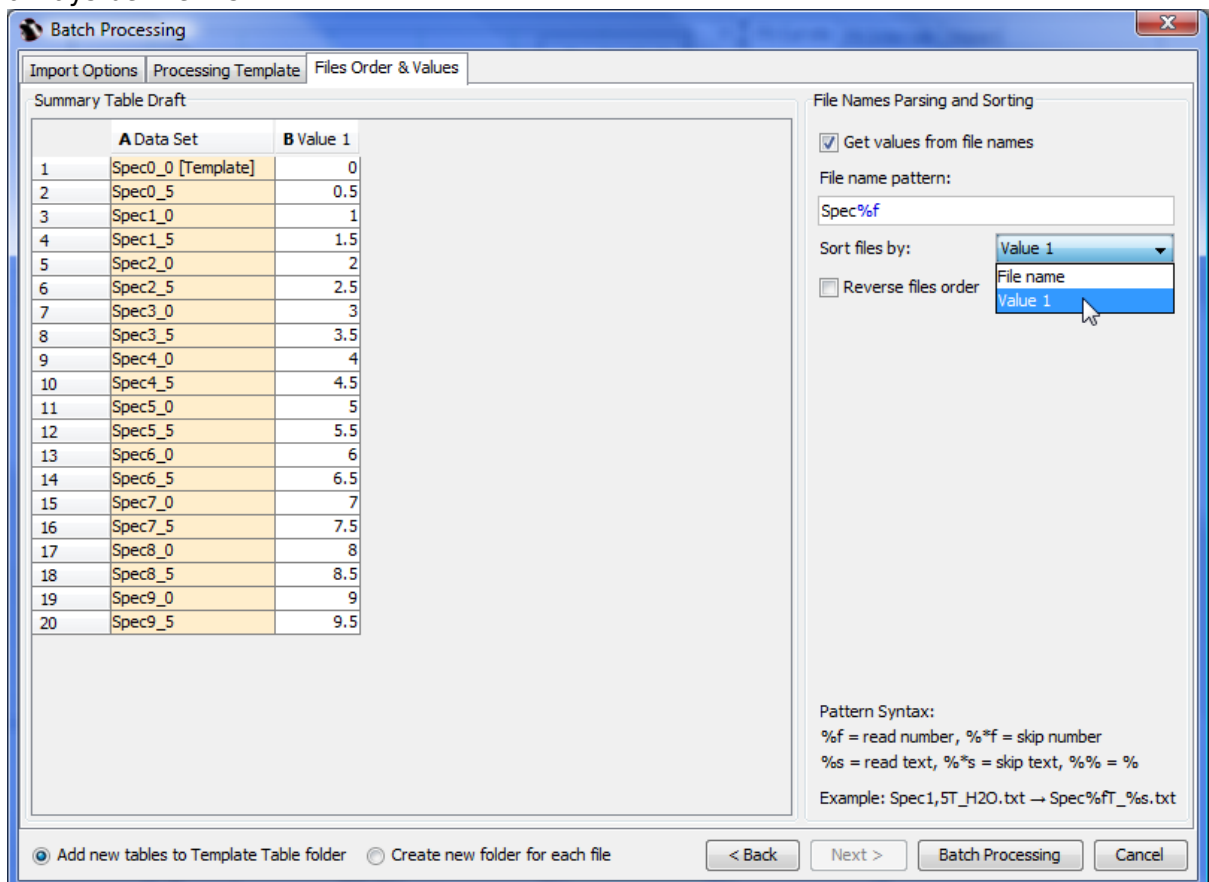 Batch Processing
Import Options Processing Template Files Order & Values
Summary Table Draft
A Data Set B Value 1
1 Spec0_0 [Template] 0
2 Spec0_5 0.5
3 Spec1_0 1
4 Spec1_5 1.5
5 Spec2_0 2
6 Spec2_5 2.5
7 Spec3_0 3
8 Spec3_5 3.5
9 Spec4_0 4
10 Spec4_5 4.5
11 Spec5_0 5
12 Spec5_5 5.5
13 Spec6_0 6
14 Spec6_5 6.5
15 Spec7_0 7
16 Spec7_5 7.5
17 Spec8_0 8
18 Spec8_5 8.5
19 Spec9_0 9
20 Spec9_5 9.5
File Names Parsing and Sorting
Get values from file names
File name pattern:
Spec%f
Sort files by: Value 1
File name
Value 1
Reverse files order
Pattern Syntax:
%f = read number, %*f = skip number
%s = read text, %*s = skip text, %% = %
Example: Spec1,5T_H2O.txt → Spec%fT_%s.txt
Add new tables to Template Table folder Create new folder for each file < Back Next > Batch Processing Cancel